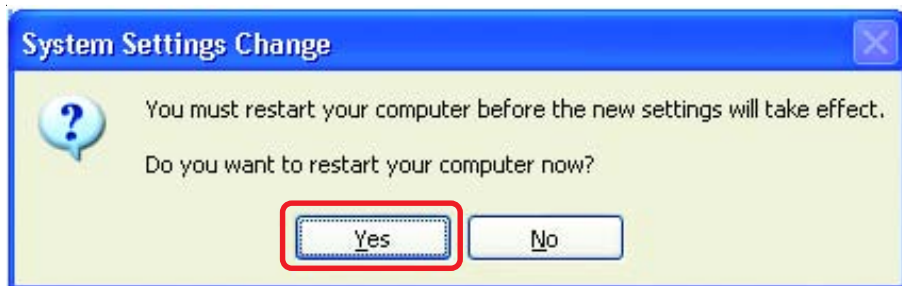 System Settings Change
You must restart your computer before the new settings will take effect.
Do you want to restart your computer now?
Yes No